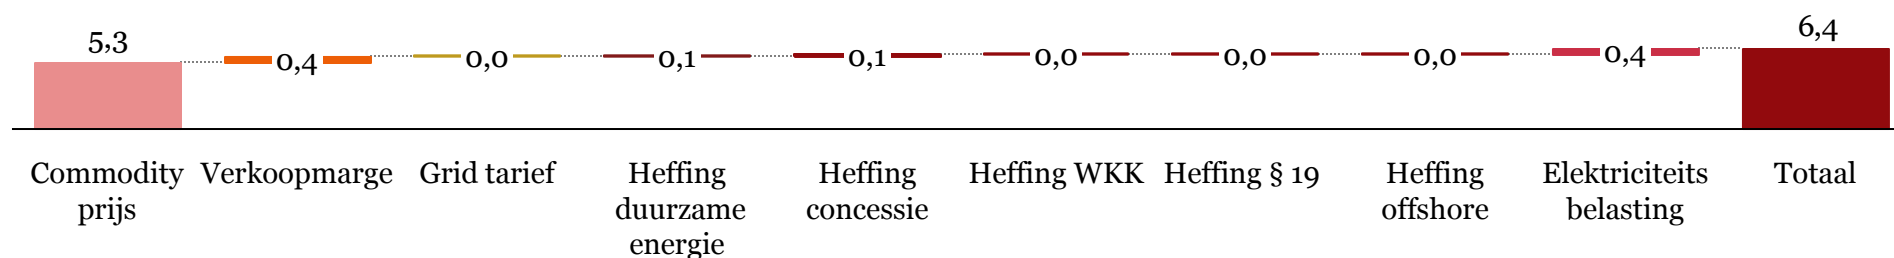 5,3
0,4
0,0
0,1
0,1
0,0
0,0
0,0
0,4
6,4
Commodity
prijs
Verkoopmarge
Grid tarief
Heffing
duurzame
energie
Heffing
concessie
Heffing WKK
Heffing § 19
Heffing
offshore
Elektriciteits
belasting
Totaal